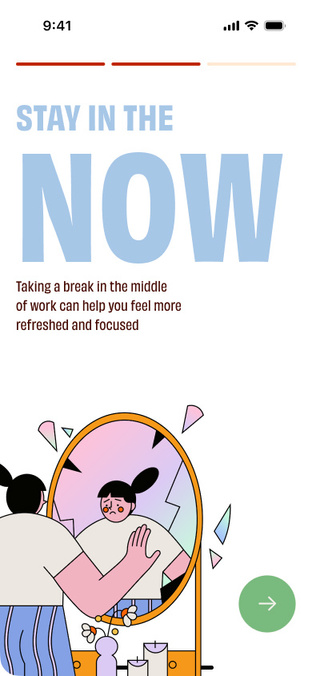 9:41
STAY IN THE
NOW
Taking a break in the middle
of work can help you feel more
refreshed and focused